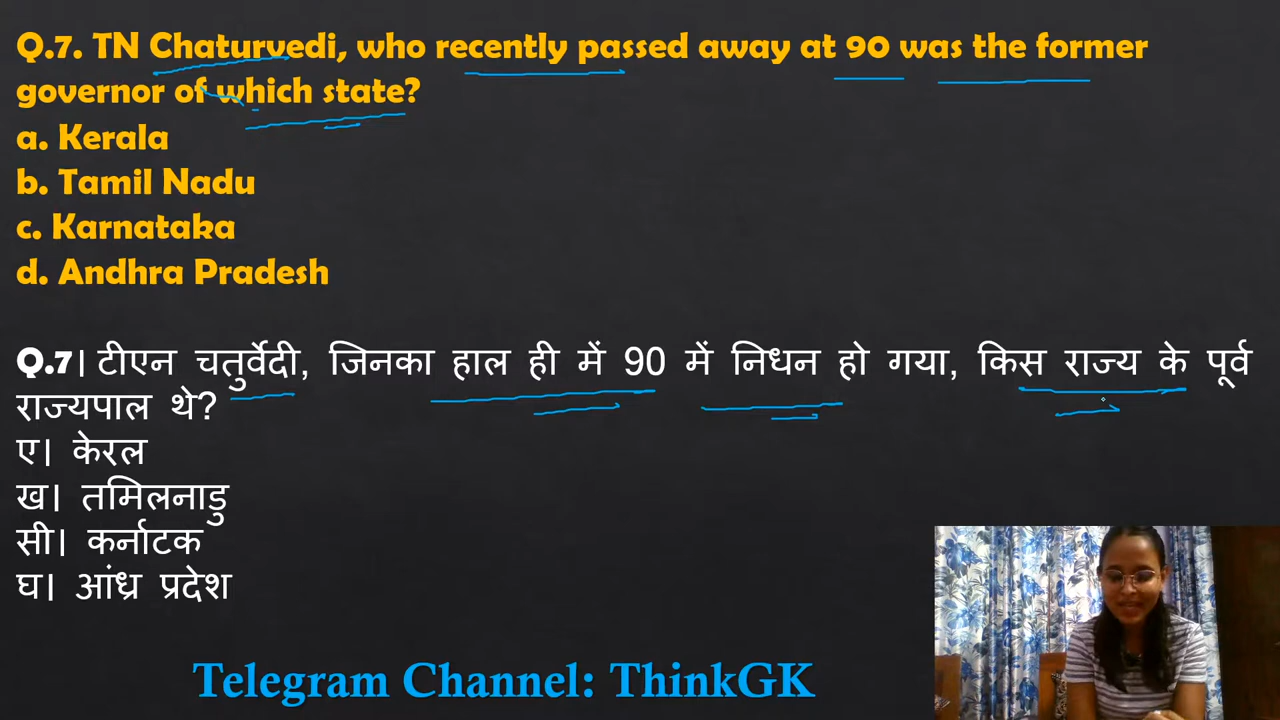 Q.7. TN Chaturvedi, who recently passed away at 90 was the former
governor of which state?
a. Kerala
b. Tamil Nadu
c. Karnataka
d. Andhra Pradesh
Q.7। टीएन चतुर्वेदी, जिनका हाल ही में 90 में निधन हो गया, किस राज्य के पूर्व
राज्यपाल थे?
ए। केरल
ख। तमिलनाडु
सी। कर्नाटक
घ। आंध्र प्रदेश
Telegram Channel: ThinkGK